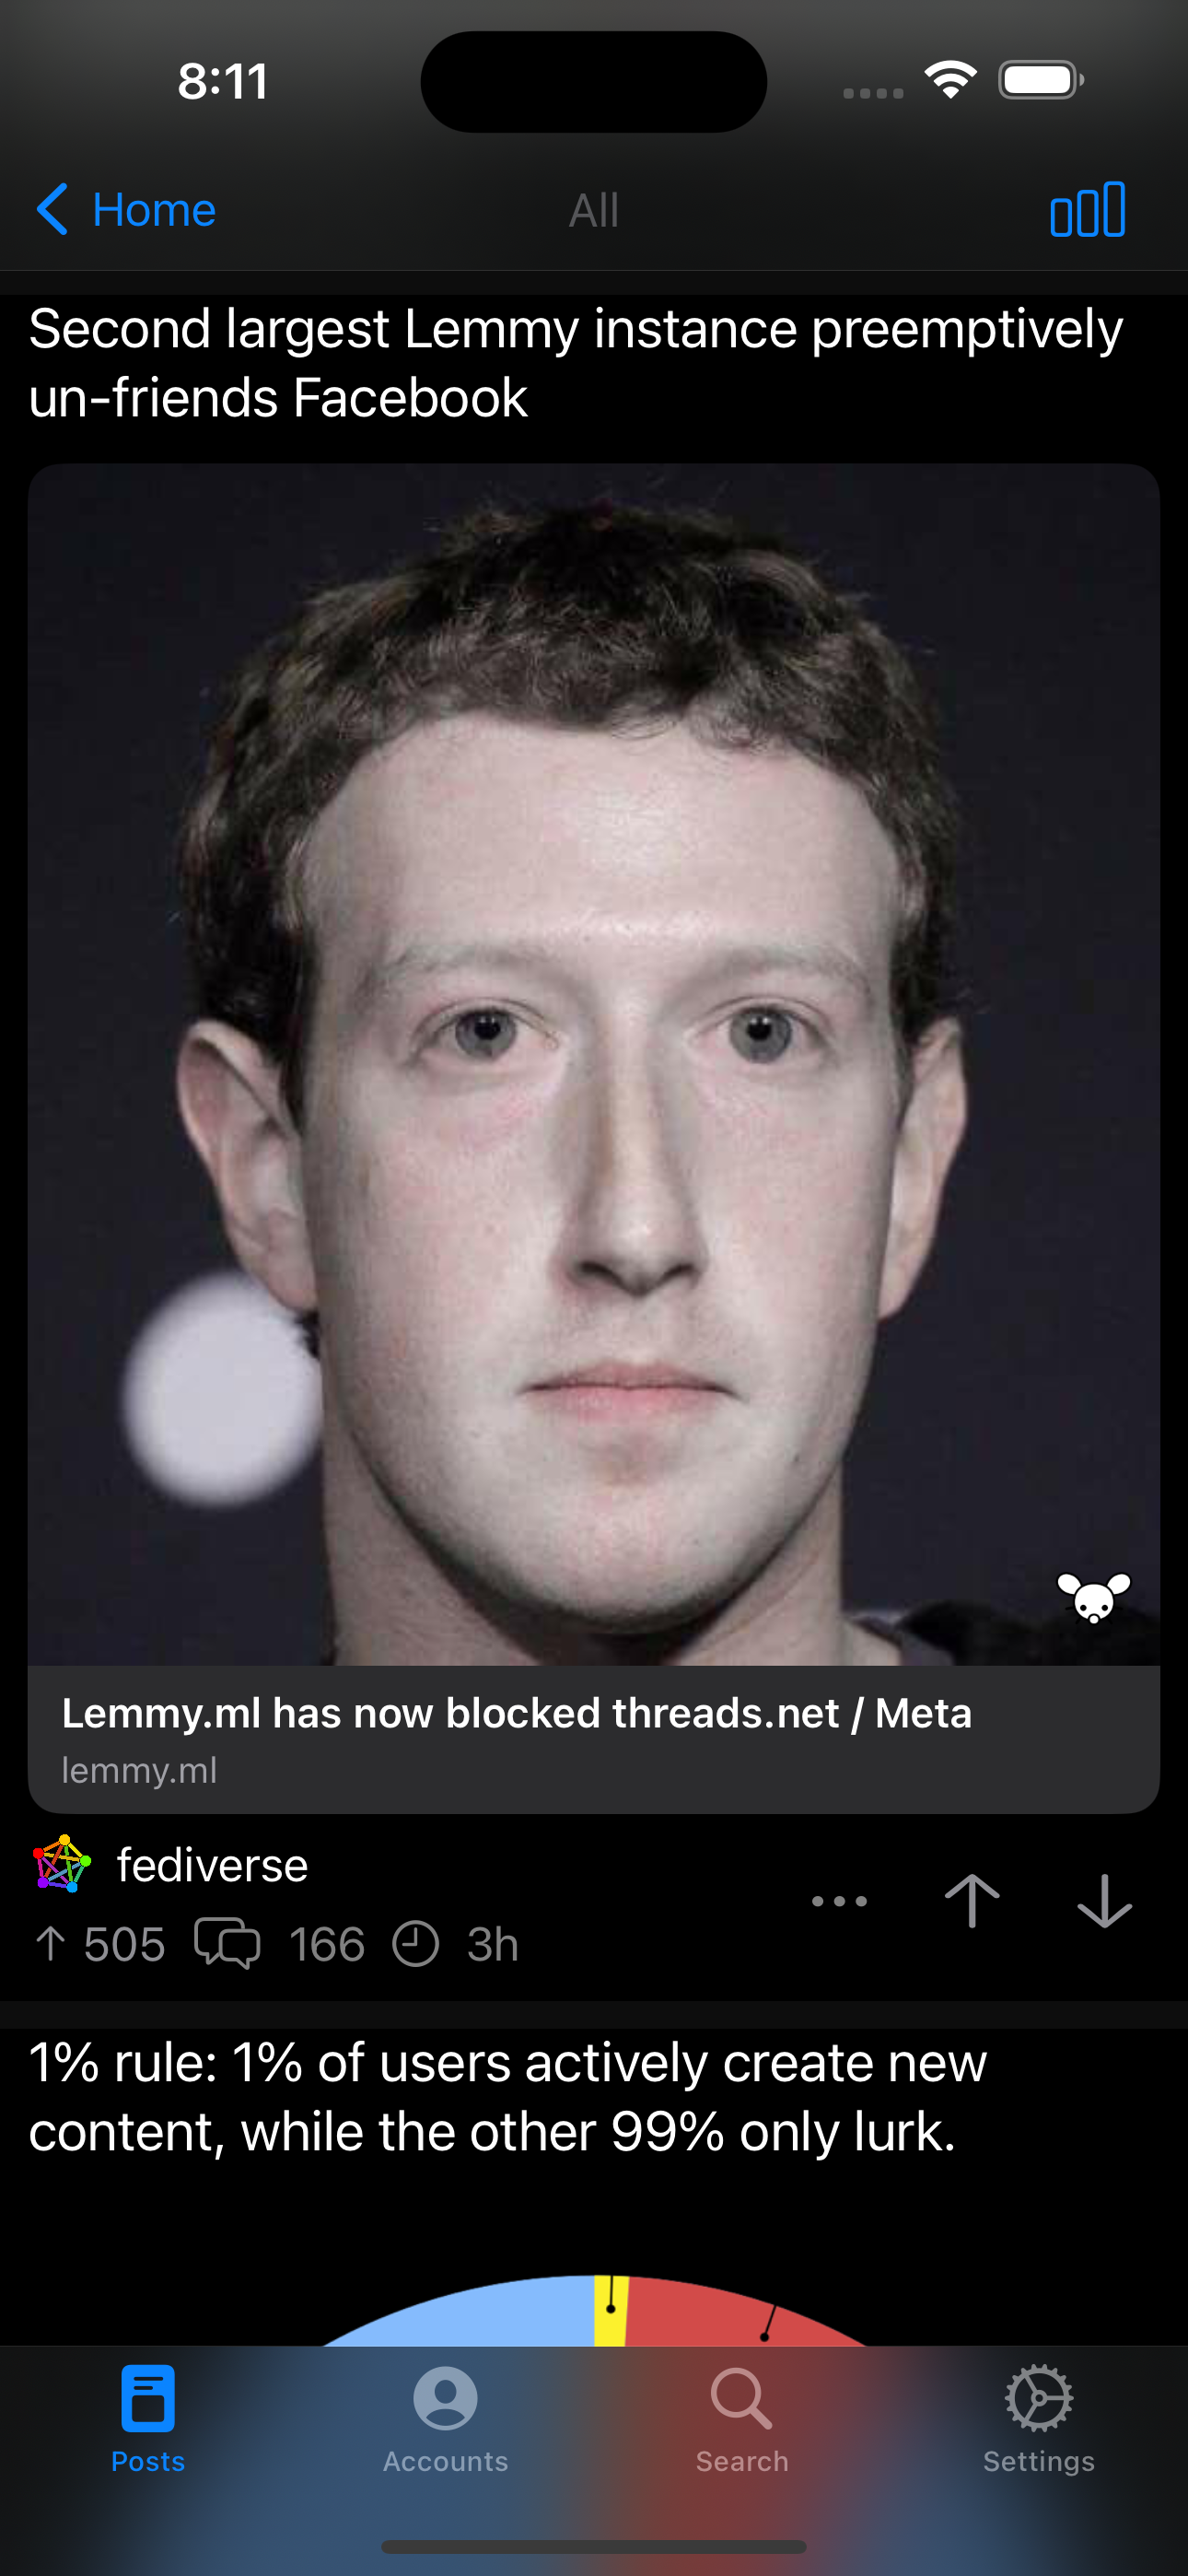 8:11
Home
All
Second largest Lemmy instance preemptively
un-friends Facebook
Lemmy.ml has now blocked threads.net / Meta
lemmy.ml
fediverse
505 166 3h
1% rule: 1% of users actively create new
content, while the other 99% only lurk.
Posts
Accounts
Search
Settings